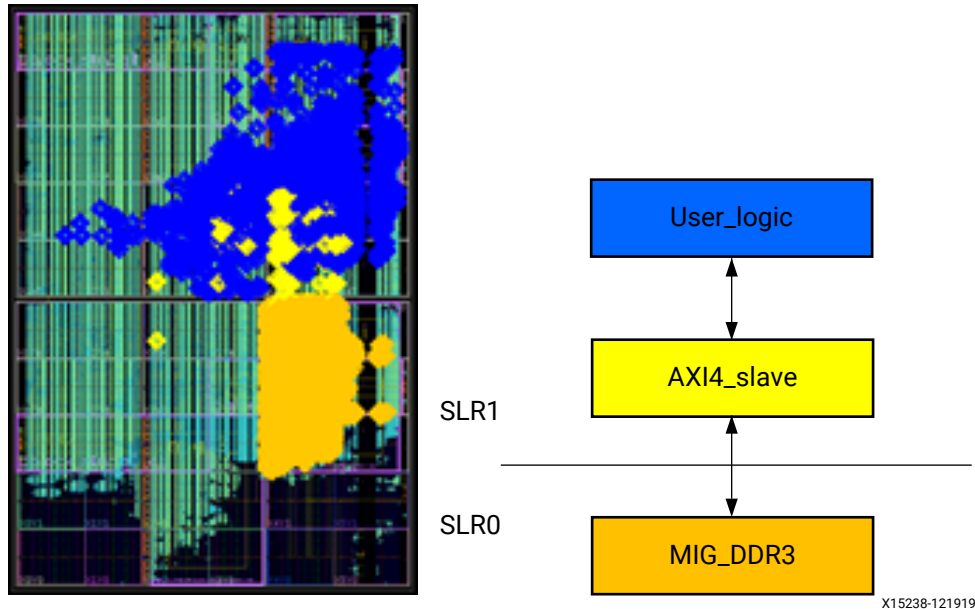 User_logic
AXI4_slave
SLR1
SLR0
MIG_DDR3
X15238-121919